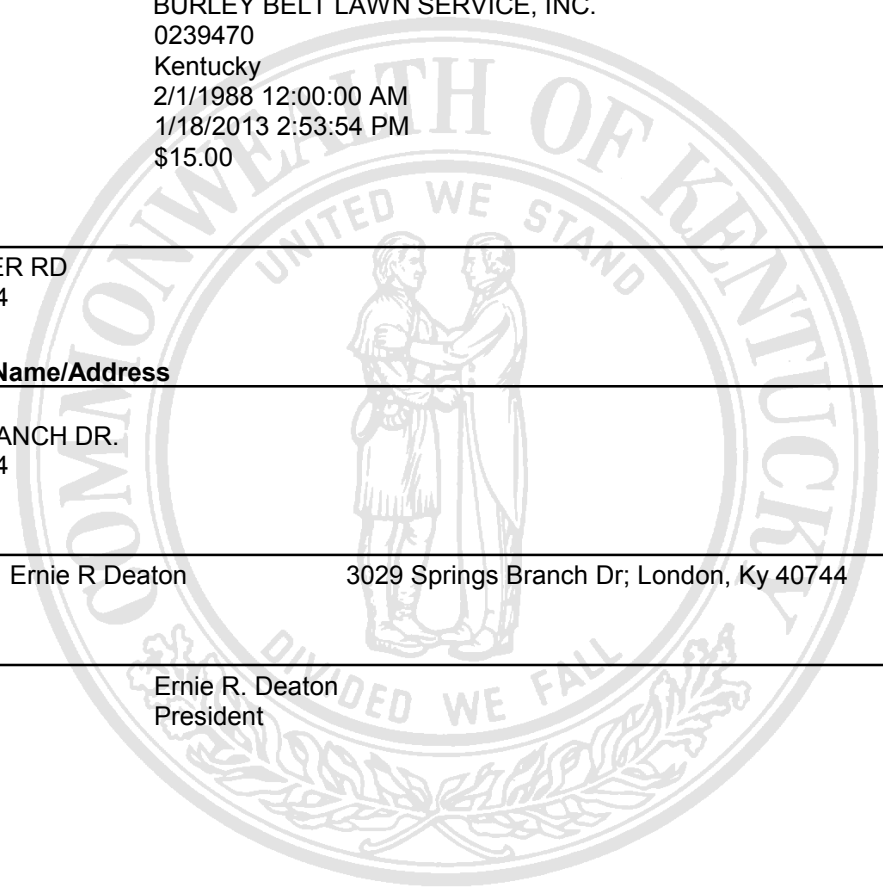 BURLEY BELT LAWN SERVICE, INC.
0239470
Kentucky
2/1/1988 12:00:00 AM
1/18/2013 2:53:54 PM
$15.00
ER RD
4
Name/Address
ANCH DR.
4
Ernie R Deaton 3029 Springs Branch Dr; London, Ky 40744
Ernie R. Deaton
President
COMMONWEALTH OF KENTUCKY
UNITED WE STAND
DIVIDED WE FALL